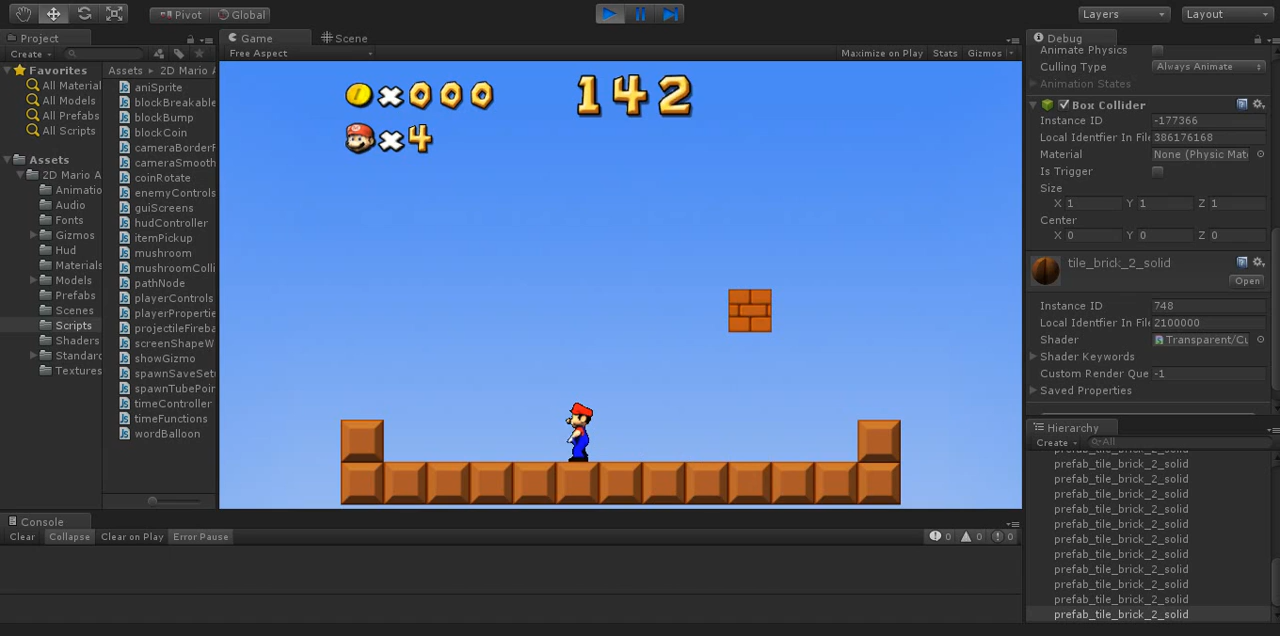 Pivot Global Layers Layout
Project Game Scene Debug
Create Free Aspect Maximize on Play Stats Gizmos Animate Physics
Favorites
All Material
All Models
All Prefabs
All Scripts
Assets
2D Mario A
Animatio
Audio
Fonts
Gizmos
Hud
Materials
Models
Prefabs
Scenes
Scripts
Shaders
Standard
Textures
Assets 2D Mario A
aniSprite
blockBreakable
blockBump
blockCoin
cameraBorderF
cameraSmooth
coinRotate
enemyControls
guiScreens
hudController
itemPickup
mushroom
mushroomColli
pathNode
playerControls
playerPropertie
projectileFireba
screenShapeW
showGizmo
spawnSaveSetu
spawnTubePoin
timeController
timeFunctions
wordBalloon
×000 142
×4
Culling Type Always Animate
Animation States
Box Collider
Instance ID -177366
Local Identfier In File 386176168
Material None (Physic Mate
Is Trigger
Size
X 1 Y 1 Z 1
Center
X 0 Y 0 Z 0
tile_brick_2_solid
Open
Instance ID 748
Local Identfier In File 2100000
Shader Transparent/Cu
Shader Keywords
Custom Render Que -1
Saved Properties
Hierarchy
Create All
prefab_tile_brick_2_solid
prefab_tile_brick_2_solid
prefab_tile_brick_2_solid
prefab_tile_brick_2_solid
prefab_tile_brick_2_solid
prefab_tile_brick_2_solid
prefab_tile_brick_2_solid
prefab_tile_brick_2_solid
prefab_tile_brick_2_solid
prefab_tile_brick_2_solid
prefab_tile_brick_2_solid
prefab_tile_brick_2_solid
Console
Clear Collapse Clear on Play Error Pause 0 0 0